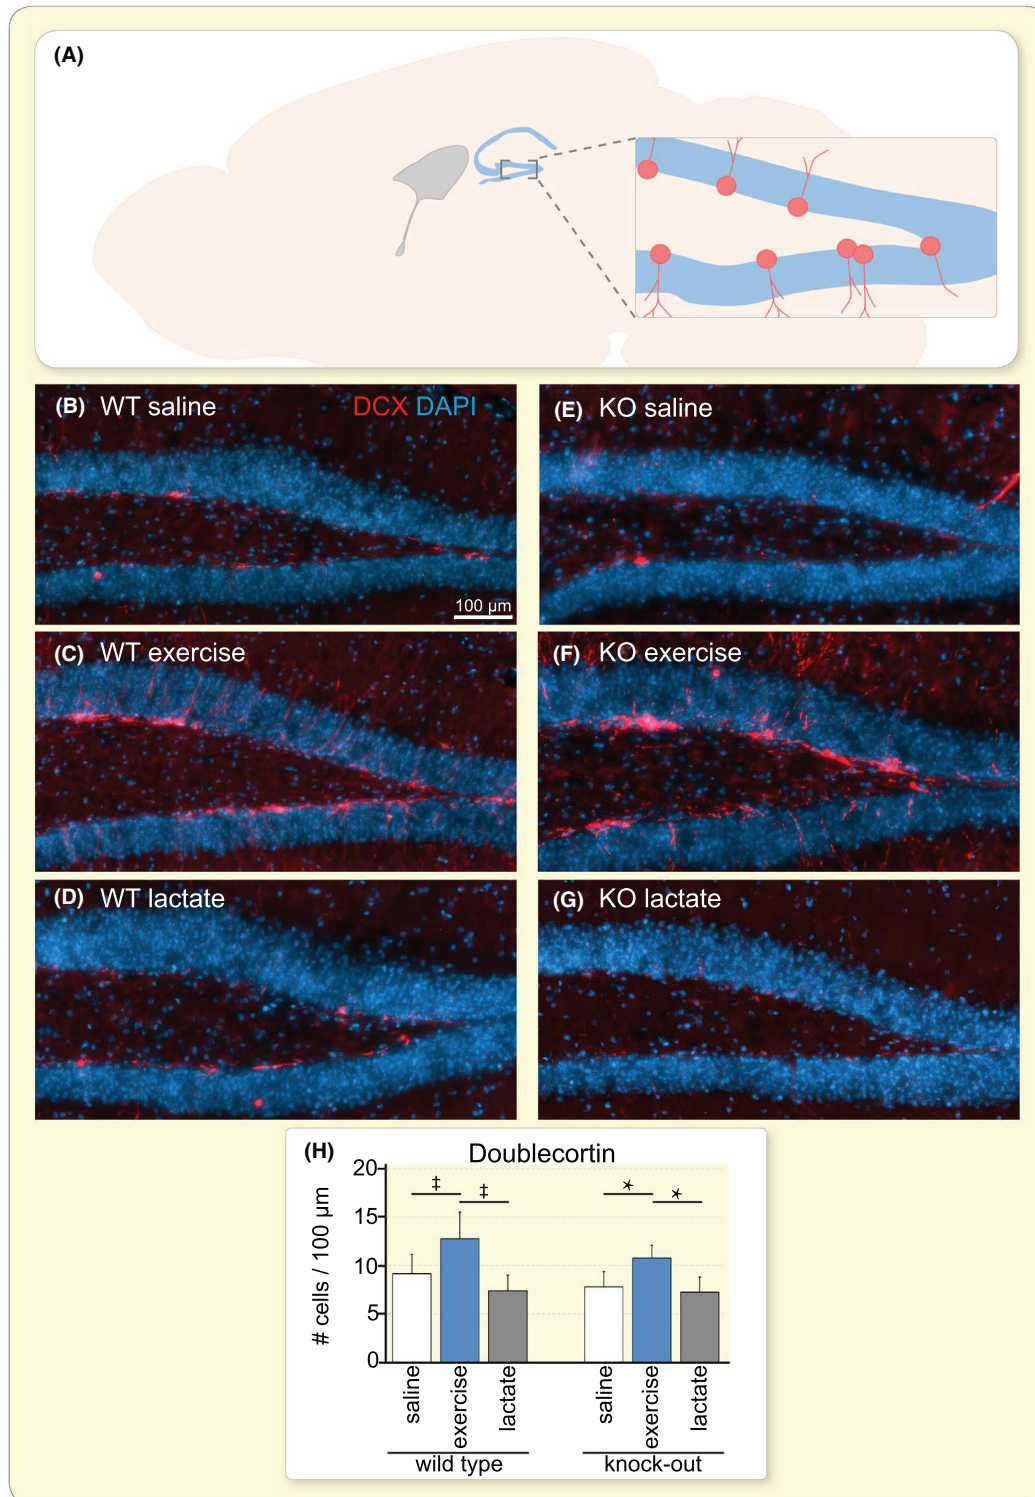 (A)
(B) WT saline
DCX DAPI
100 µm
(E) KO saline
(C) WT exercise
(F) KO exercise
(D) WT lactate
(G) KO lactate
(H)
Doublecortin
# cells / 100 µm
20
15
10
5
0
‡
‡
*
*
saline
exercise
lactate
saline
exercise
lactate
wild type
knock-out